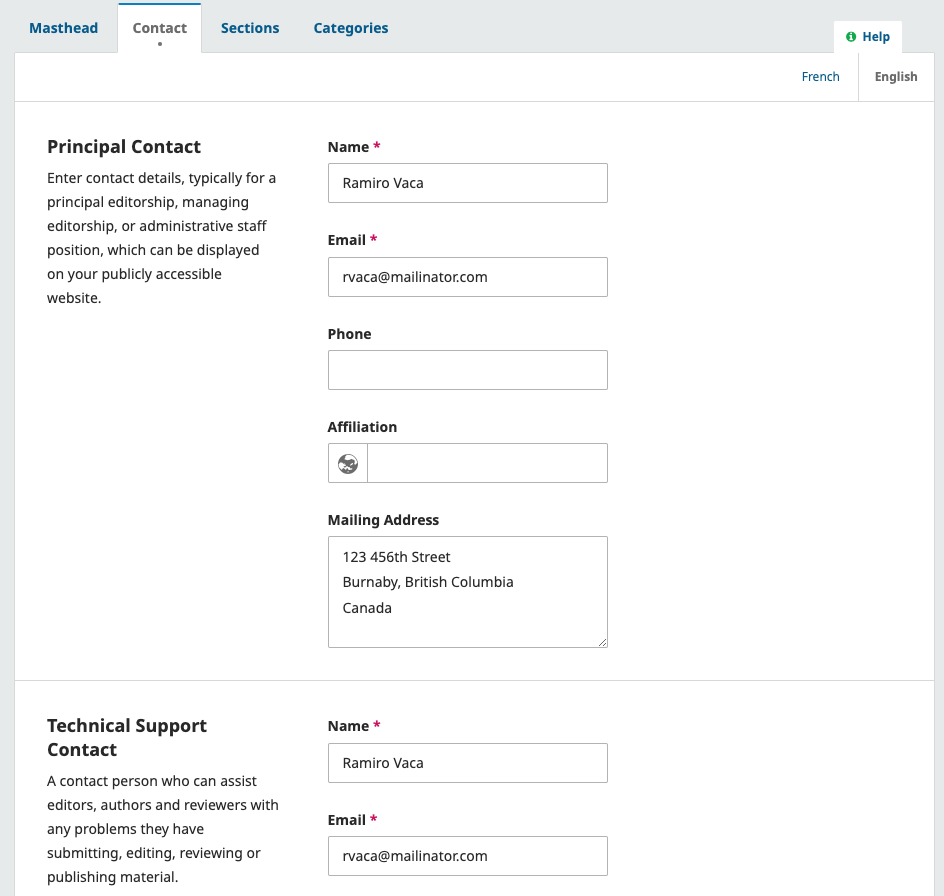 Masthead
Contact
Sections
Categories
Help
French
English
Principal Contact
Enter contact details, typically for a
principal editorship, managing
editorship, or administrative staff
position, which can be displayed
on your publicly accessible
website.
Name *
Ramiro Vaca
Email *
rvaca@mailinator.com
Phone
Affiliation
Mailing Address
123 456th Street
Burnaby, British Columbia
Canada
Technical Support
Contact
A contact person who can assist
editors, authors and reviewers with
any problems they have
submitting, editing, reviewing or
publishing material.
Name *
Ramiro Vaca
Email *
rvaca@mailinator.com